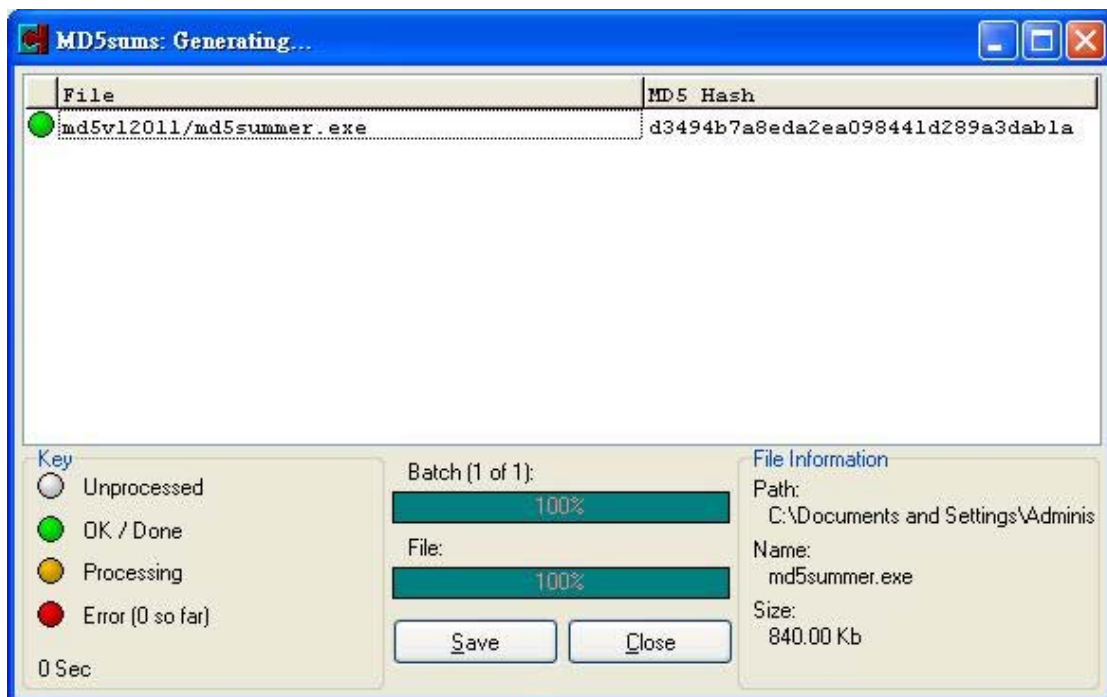 MD5sums: Generating...
File MD5 Hash
md5v12011/md5summer.exe d3494b7a8eda2ea098441d289a3dab1a
Key
Unprocessed
OK / Done
Processing
Error (0 so far)
0 Sec
Batch (1 of 1):
100%
File:
100%
Save Close
File Information
Path:
C:\Documents and Settings\Adminis
Name:
md5summer.exe
Size:
840.00 Kb